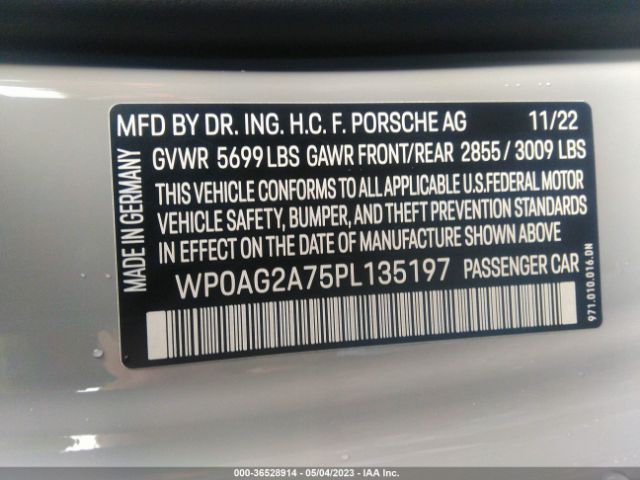 MFD BY DR. ING. H.C. F. PORSCHE AG 11/22
GVWR 5699 LBS GAWR FRONT/REAR 2855 / 3009 LBS
THIS VEHICLE CONFORMS TO ALL APPLICABLE U.S.FEDERAL MOTOR
VEHICLE SAFETY, BUMPER, AND THEFT PREVENTION STANDARDS
IN EFFECT ON THE DATE OF MANUFACTURE SHOWN ABOVE
WP0AG2A75PL135197 PASSENGER CAR
MADE IN GERMANY
971.010.016.DN
000-36528914 - 05/04/2023 - IAA Inc.